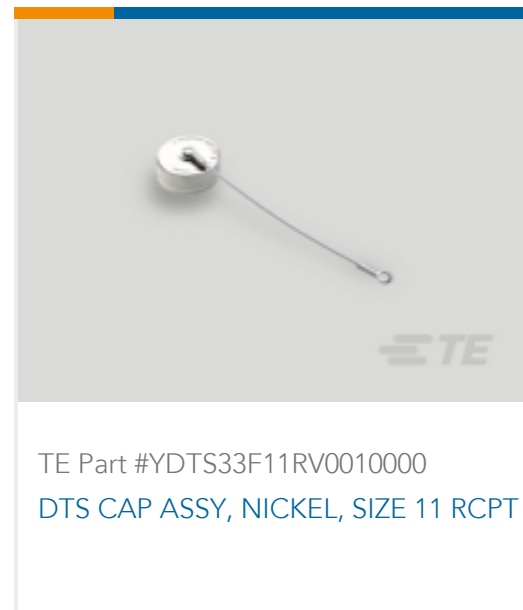 TE
TE Part #YDTS33F11RV0010000
DTS CAP ASSY, NICKEL, SIZE 11 RCPT